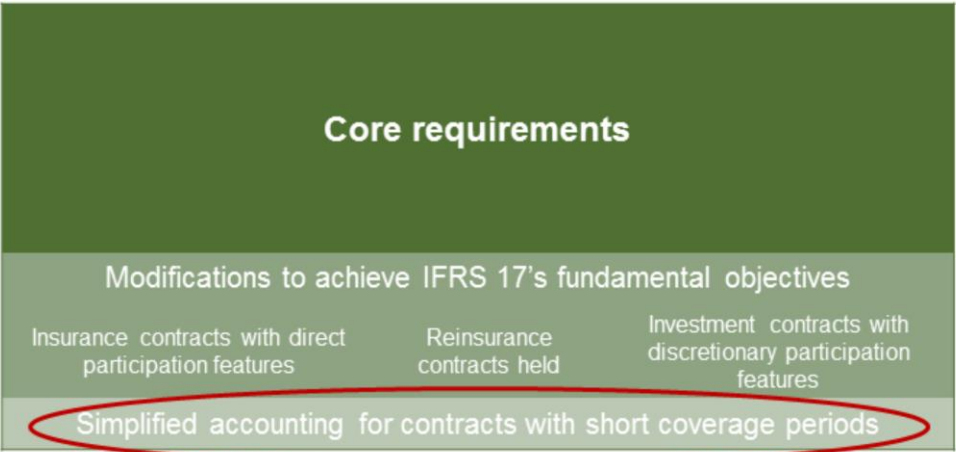 Core requirements
Modifications to achieve IFRS 17's fundamental objectives
Insurance contracts with direct
participation features
Reinsurance
contracts held
Investment contracts with
discretionary participation
features
Simplified accounting for contracts with short coverage periods